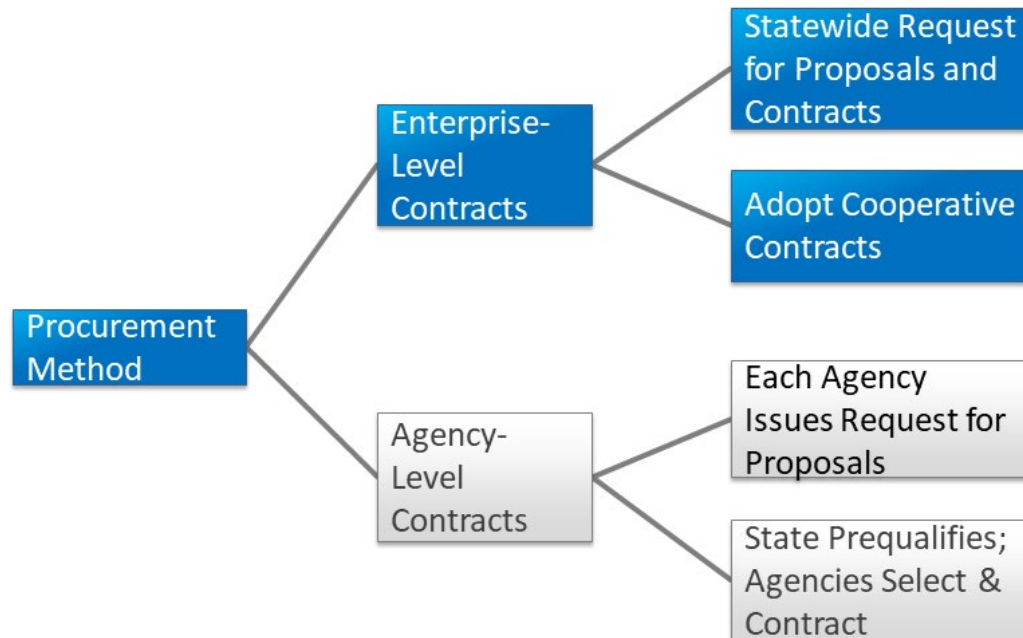 Statewide Request
for Proposals and
Contracts
Enterprise-
Level
Contracts
Adopt Cooperative
Contracts
Procurement
Method
Each Agency
Issues Request for
Proposals
Agency-
Level
Contracts
State Prequalifies;
Agencies Select &
Contract